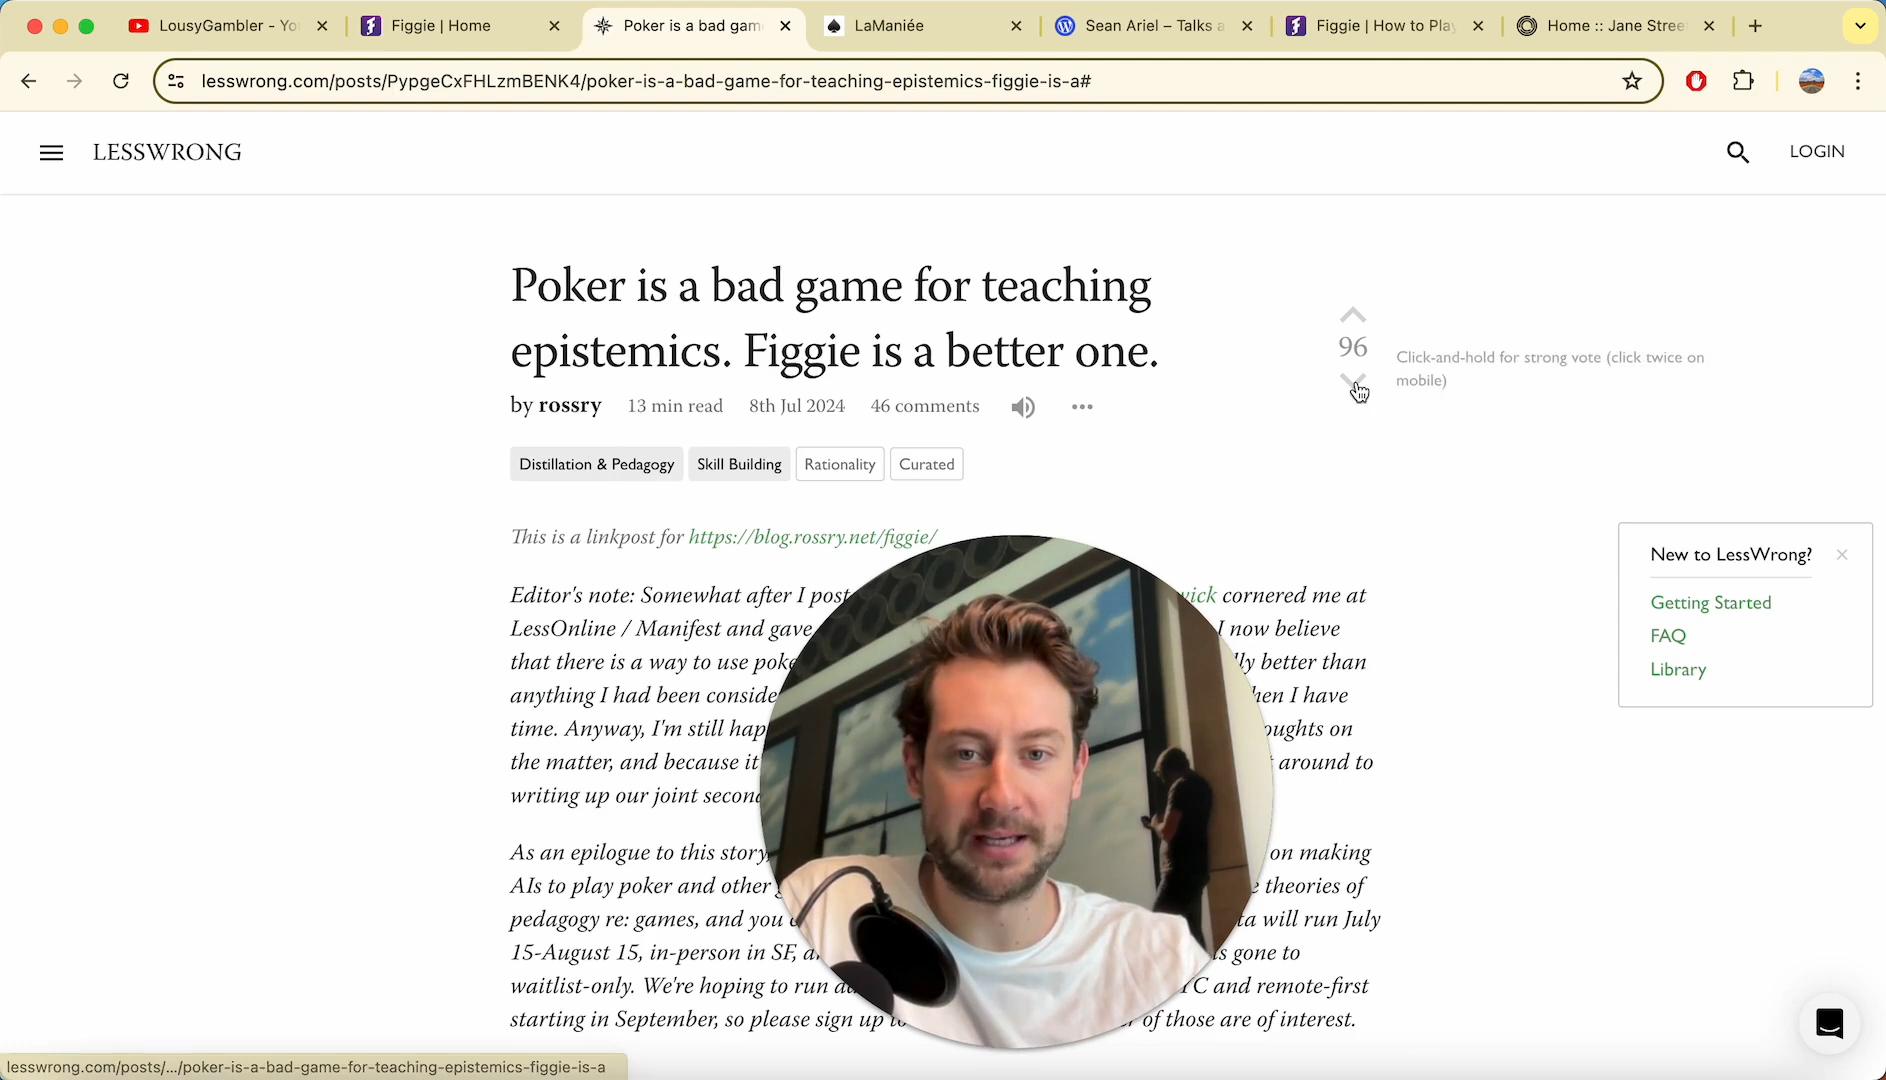 LousyGambler - Yo
Figgie | Home
Poker is a bad gam
LaManiée
Sean Ariel – Talks a
Figgie | How to Play
Home :: Jane Stree
lesswrong.com/posts/PypgeCxFHLzmBENK4/poker-is-a-bad-game-for-teaching-epistemics-figgie-is-a#
LESSWRONG
LOGIN
Poker is a bad game for teaching
epistemics. Figgie is a better one.
96
Click-and-hold for strong vote (click twice on
mobile)
by rossry 13 min read 8th Jul 2024 46 comments
Distillation & Pedagogy Skill Building Rationality Curated
This is a linkpost for https://blog.rossry.net/figgie/
New to LessWrong?
Getting Started
FAQ
Library
Editor's note: Somewhat after I post wick cornered me at
LessOnline / Manifest and gave I now believe
that there is a way to use poke lly better than
anything I had been conside hen I have
time. Anyway, I'm still hap oughts on
the matter, and because it around to
writing up our joint secon
As an epilogue to this story, on making
AIs to play poker and other theories of
pedagogy re: games, and you ta will run July
15-August 15, in-person in SF, a s gone to
waitlist-only. We're hoping to run a YC and remote-first
starting in September, so please sign up to of those are of interest.
lesswrong.com/posts/.../poker-is-a-bad-game-for-teaching-epistemics-figgie-is-a